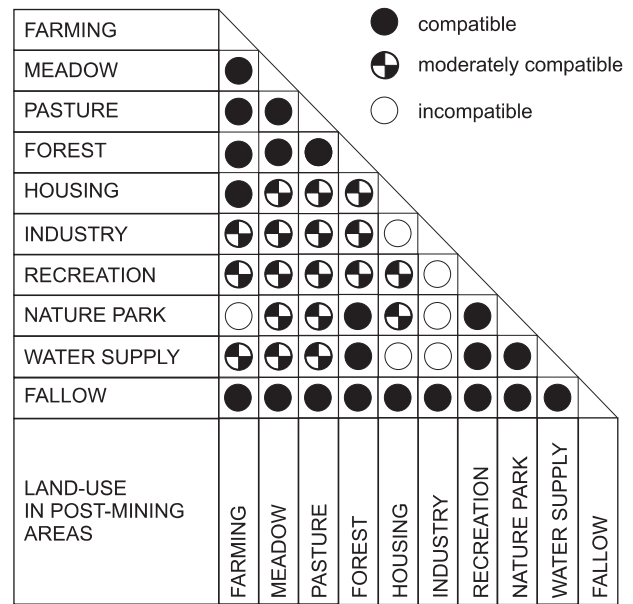 FARMING
MEADOW
PASTURE
FOREST
HOUSING
INDUSTRY
RECREATION
NATURE PARK
WATER SUPPLY
FALLOW
compatible
moderately compatible
incompatible
LAND-USE
IN POST-MINING
AREAS
FARMING
MEADOW
PASTURE
FOREST
HOUSING
INDUSTRY
RECREATION
NATURE PARK
WATER SUPPLY
FALLOW